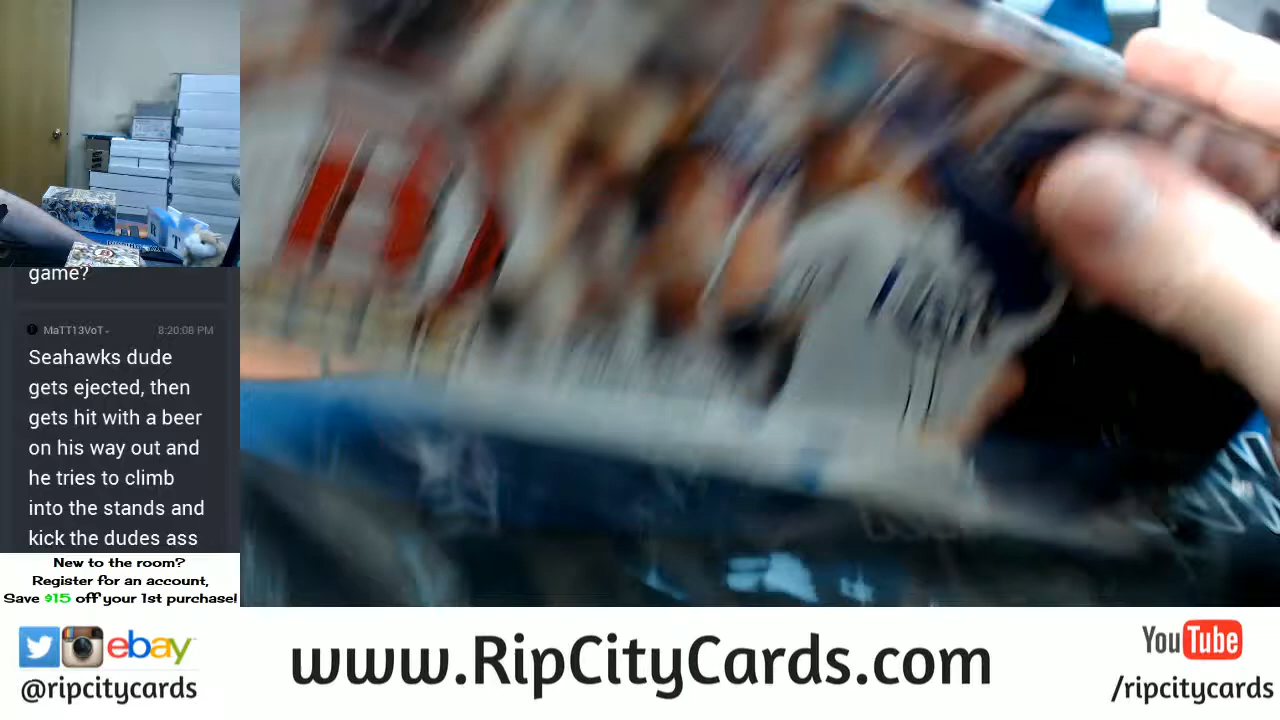 game?
MaTT13VoT-
8:20:08 PM
Seahawks dude
gets ejected, then
gets hit with a beer
on his way out and
he tries to climb
into the stands and
kick the dudes ass
New to the room?
Register for an account,
Save $15 off your 1st purchase!
ebay
@ripcitycards
www.RipCityCards.com
YouTube
/ripcitycards